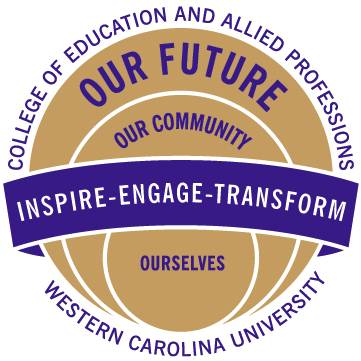 COLLEGE OF EDUCATION AND ALLIED PROFESSIONS
OUR FUTURE
OUR COMMUNITY
INSPIRE-ENGAGE-TRANSFORM
OURSELVES
WESTERN CAROLINA UNIVERSITY